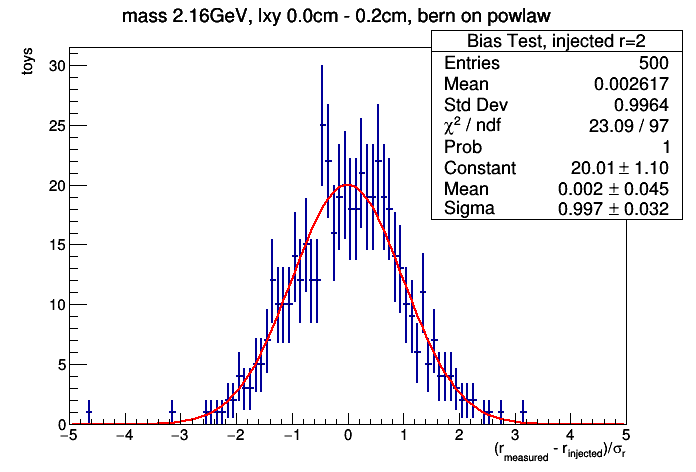 mass 2.16GeV, lxy 0.0cm - 0.2cm, bern on powlaw
Bias Test, injected r=2
Entries 500
Mean 0.002617
Std Dev 0.9964
χ² / ndf 23.09 / 97
Prob 1
Constant 20.01 ± 1.10
Mean 0.002 ± 0.045
Sigma 0.997 ± 0.032
toys
30
25
20
15
10
5
0
−5 −4 −3 −2 −1 0 1 2 3 4 5
(r_measured - r_injected)/σ_r